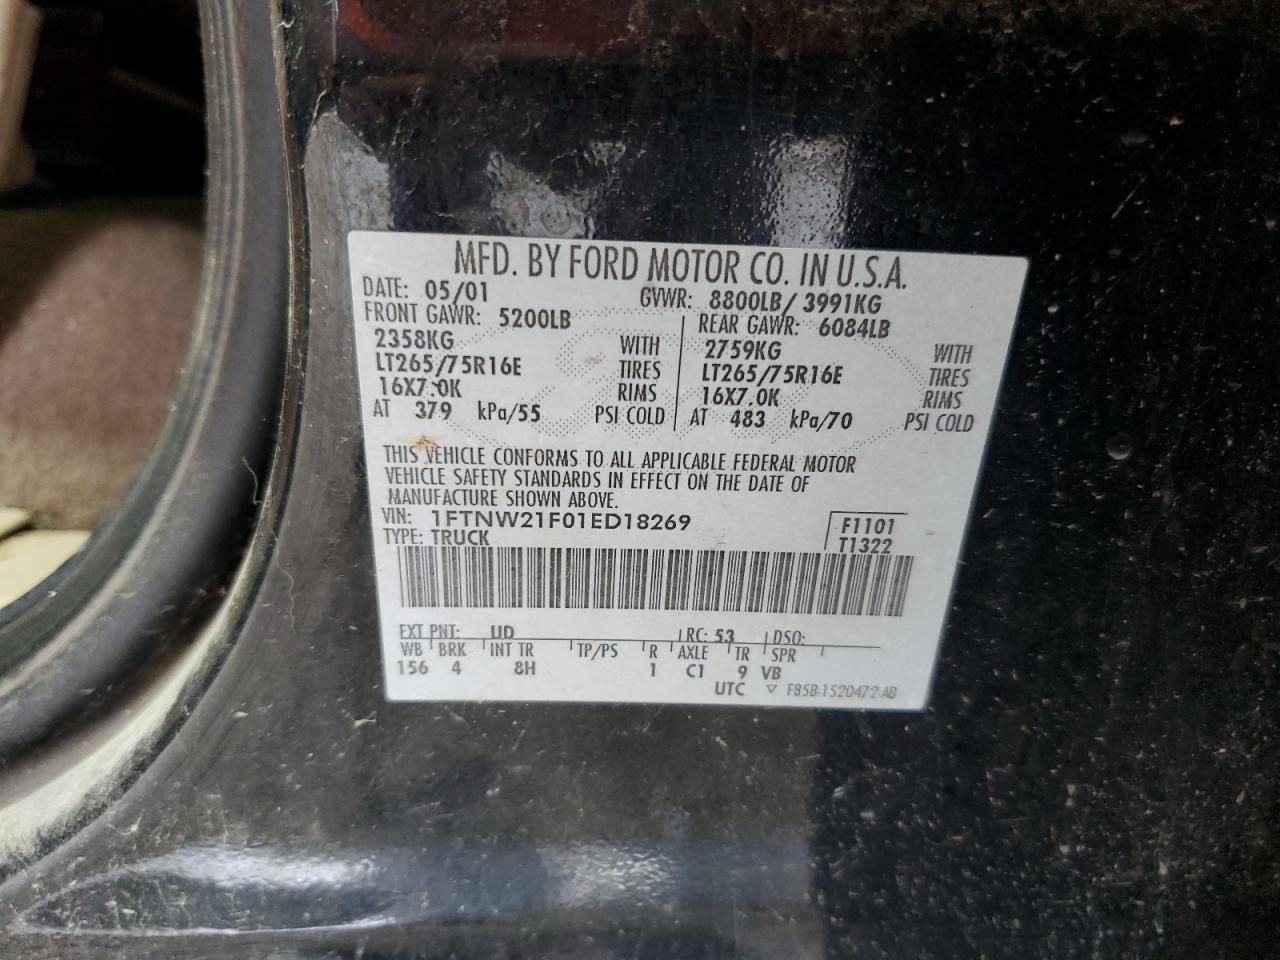 MFD. BY FORD MOTOR CO. IN U.S.A.
DATE: 05/01 GVWR: 8800LB/ 3991KG
FRONT GAWR: 5200LB REAR GAWR: 6084LB
2358KG WITH 2759KG WITH
LT265/75R16E TIRES LT265/75R16E TIRES
16X7.0K RIMS 16X7.0K RIMS
AT 379 kPa/55 PSI COLD AT 483 kPa/70 PSI COLD
THIS VEHICLE CONFORMS TO ALL APPLICABLE FEDERAL MOTOR
VEHICLE SAFETY STANDARDS IN EFFECT ON THE DATE OF
MANUFACTURE SHOWN ABOVE.
VIN: 1FTNW21F01ED18269 F1101
TYPE: TRUCK T1322
EXT PNT: UD RC: 53 DSO:
WB BRK INT TR TP/PS R AXLE TR SPR
156 4 8H 1 C1 9 VB
UTC ▽ F85B-1520472-AB